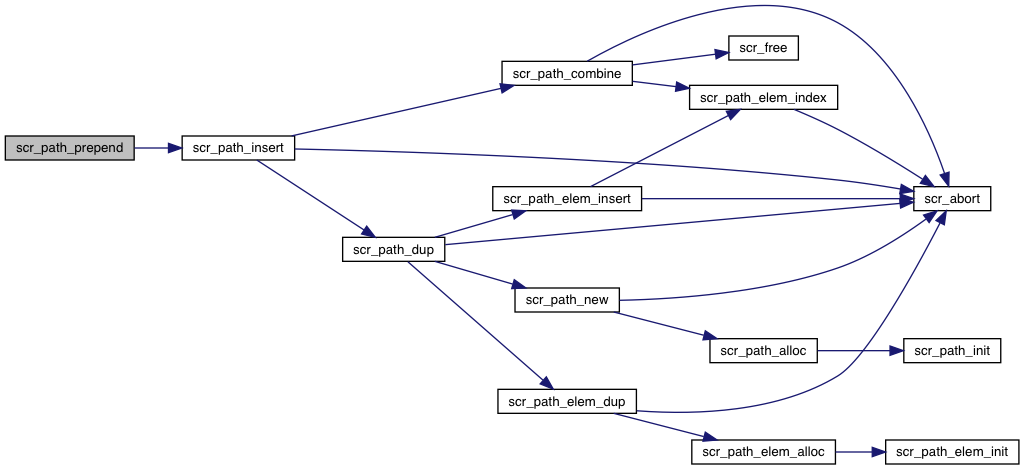 scr_free
scr_path_combine
scr_path_elem_index
scr_path_prepend
scr_path_insert
scr_path_elem_insert
scr_abort
scr_path_dup
scr_path_new
scr_path_alloc
scr_path_init
scr_path_elem_dup
scr_path_elem_alloc
scr_path_elem_init